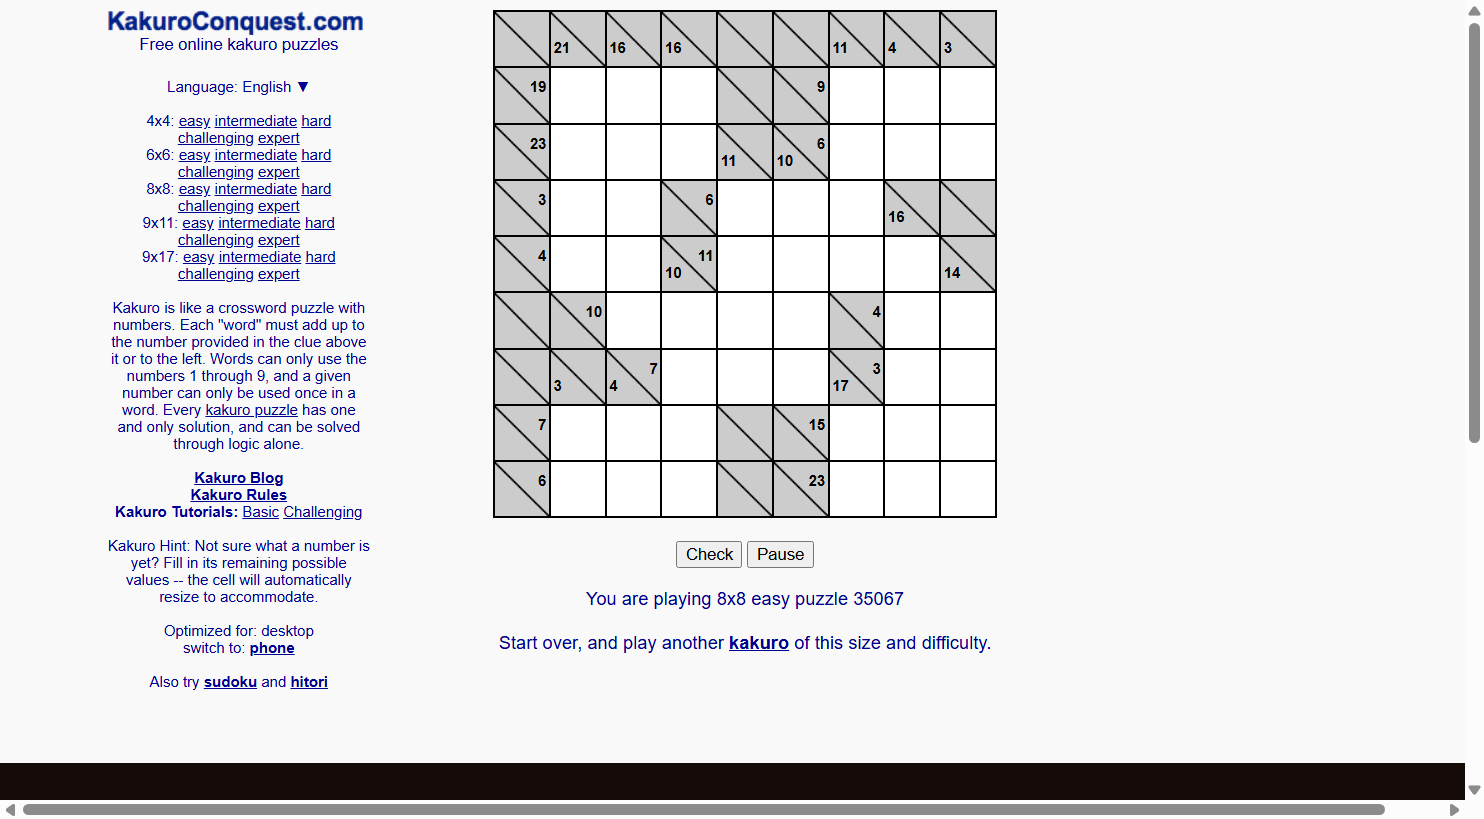 KakuroConquest.com
Free online kakuro puzzles
Language: English ▼
4x4: easy intermediate hard
challenging expert
6x6: easy intermediate hard
challenging expert
8x8: easy intermediate hard
challenging expert
9x11: easy intermediate hard
challenging expert
9x17: easy intermediate hard
challenging expert
Kakuro is like a crossword puzzle with
numbers. Each "word" must add up to
the number provided in the clue above
it or to the left. Words can only use the
numbers 1 through 9, and a given
number can only be used once in a
word. Every kakuro puzzle has one
and only solution, and can be solved
through logic alone.
Kakuro Blog
Kakuro Rules
Kakuro Tutorials: Basic Challenging
Kakuro Hint: Not sure what a number is
yet? Fill in its remaining possible
values -- the cell will automatically
resize to accommodate.
Optimized for: desktop
switch to: phone
Also try sudoku and hitori
21 16 16 11 4 3
19 9
23 11 10 6
3 6 16
4 10 11 14
10 4
3 4 7 17 3
7 15
6 23
Check Pause
You are playing 8x8 easy puzzle 35067
Start over, and play another kakuro of this size and difficulty.